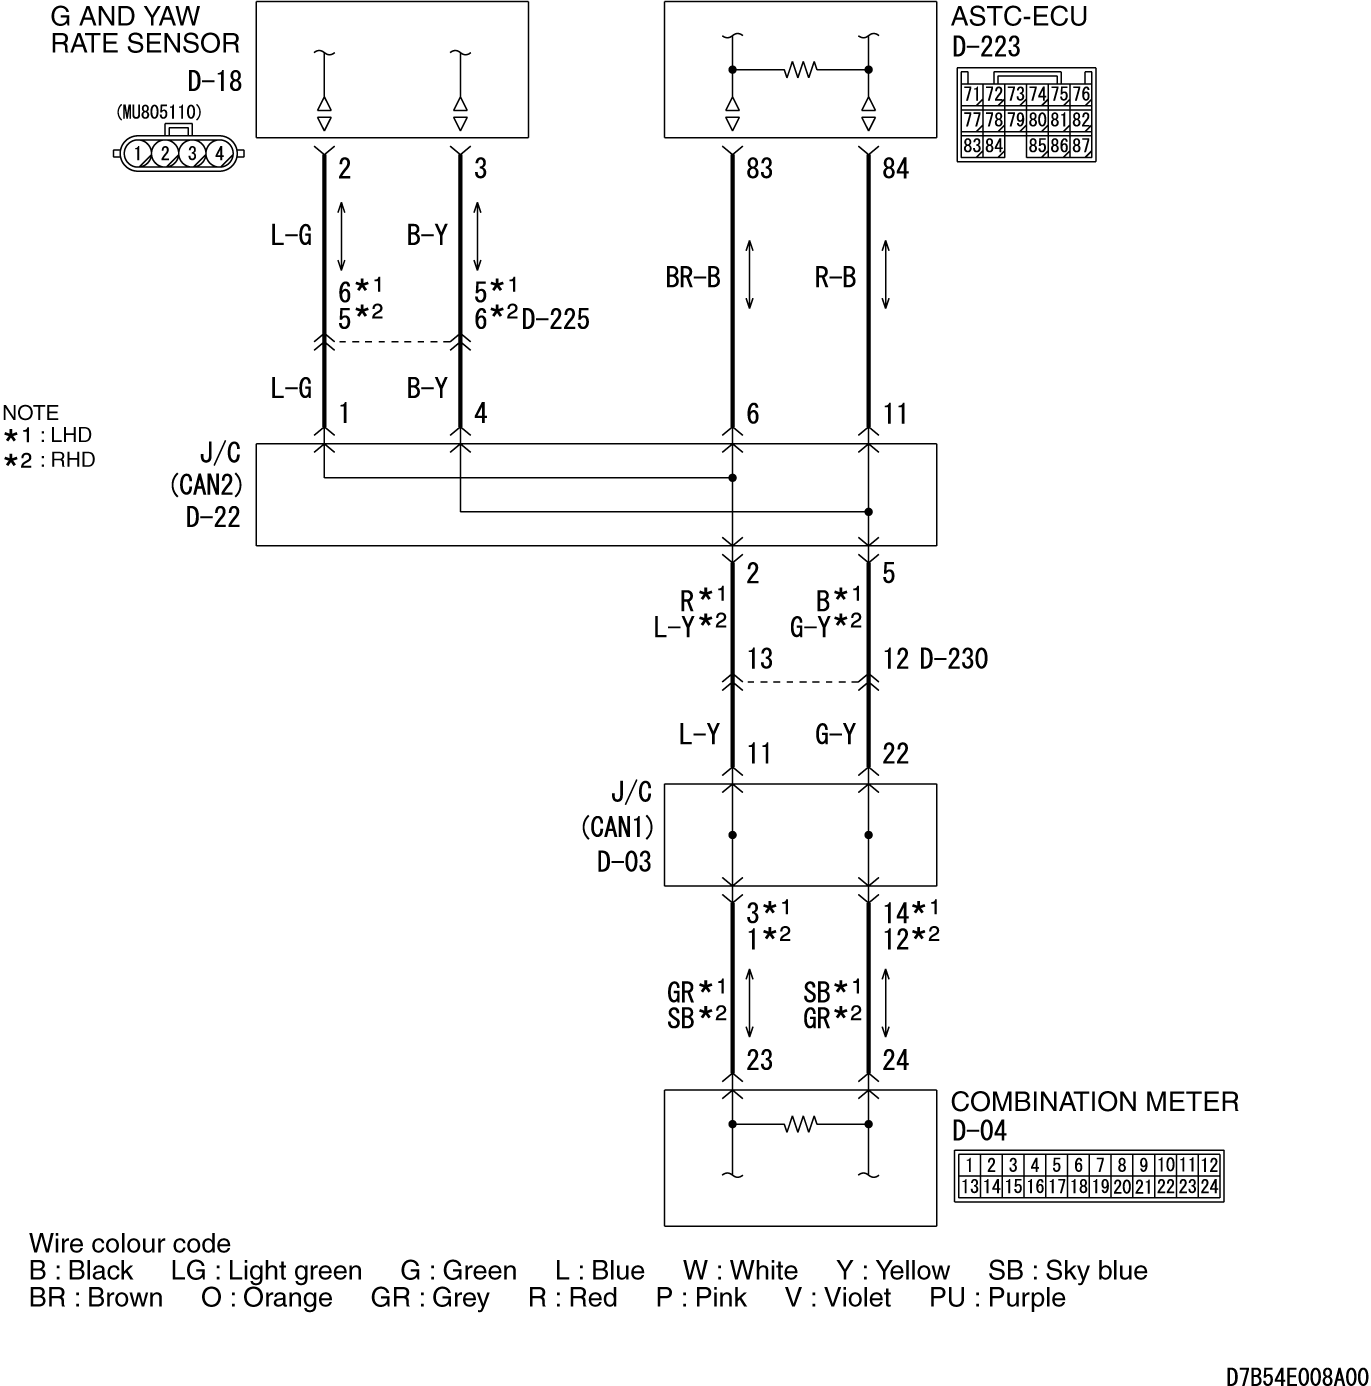 G AND YAW
RATE SENSOR
D-18
(MU805110)
1 2 3 4
ASTC-ECU
D-223
71 72 73 74 75 76
77 78 79 80 81 82
83 84 85 86 87
2 3 83 84
L-G B-Y BR-B R-B
6*1 5*1
5*2 6*2 D-225
L-G B-Y
1 4 6 11
NOTE
*1 : LHD
*2 : RHD
J/C
(CAN2)
D-22
2 5
R*1 B*1
L-Y*2 G-Y*2
13 12 D-230
L-Y G-Y
11 22
J/C
(CAN1)
D-03
3*1 14*1
1*2 12*2
GR*1 SB*1
SB*2 GR*2
23 24
COMBINATION METER
D-04
1 2 3 4 5 6 7 8 9 10 11 12
13 14 15 16 17 18 19 20 21 22 23 24
Wire colour code
B : Black LG : Light green G : Green L : Blue W : White Y : Yellow SB : Sky blue
BR : Brown O : Orange GR : Grey R : Red P : Pink V : Violet PU : Purple
D7B54E008A00